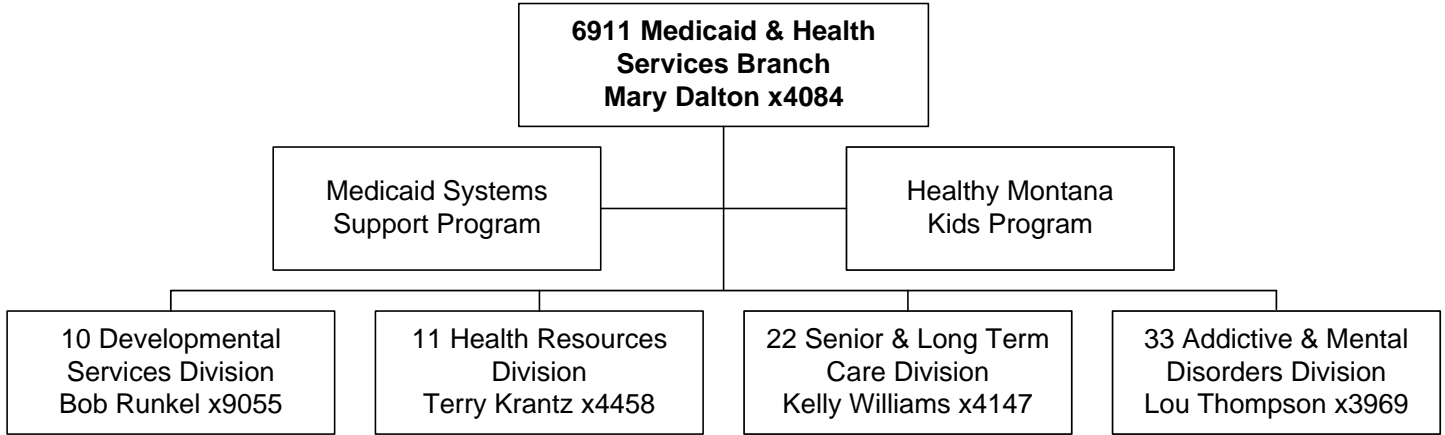 6911 Medicaid & Health
Services Branch
Mary Dalton x4084
Medicaid Systems
Support Program
Healthy Montana
Kids Program
10 Developmental
Services Division
Bob Runkel x9055
11 Health Resources
Division
Terry Krantz x4458
22 Senior & Long Term
Care Division
Kelly Williams x4147
33 Addictive & Mental
Disorders Division
Lou Thompson x3969